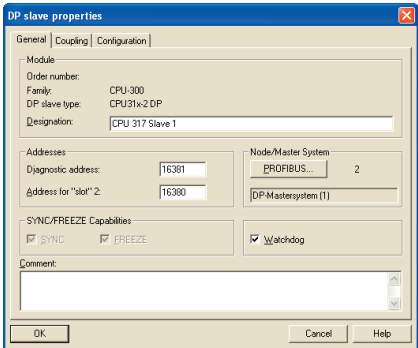 DP slave properties
General Coupling Configuration
Module
Order number:
Family: CPU-300
DP slave type: CPU31x-2 DP
Designation: CPU 317 Slave 1
Addresses
Diagnostic address: 16381
Address for "slot" 2: 16380
Node/Master System
PROFIBUS... 2
DP-Mastersystem (1)
SYNC/FREEZE Capabilities
SYNC FREEZE
Watchdog
Comment:
OK Cancel Help